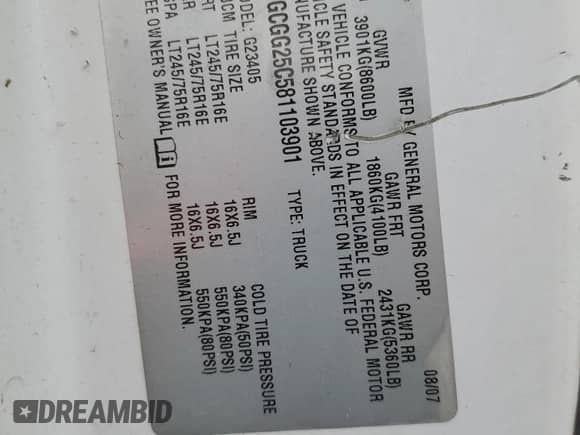 MFD BY GENERAL MOTORS CORP. 08/07
GVWR GAWR FRT GAWR RR
3901KG(8600LB) 1860KG(4100LB) 2431KG(5360LB)
VEHICLE CONFORMS TO ALL APPLICABLE U.S. FEDERAL MOTOR
VEHICLE SAFETY STANDARDS IN EFFECT ON THE DATE OF
MANUFACTURE SHOWN ABOVE.
GCGG25C581103901 TYPE: TRUCK
MODEL: G23405
TIRE SIZE RIM COLD TIRE PRESSURE
LT245/75R16E 16X6.5J 340KPA(50PSI)
LT245/75R16E 16X6.5J 550KPA(80PSI)
LT245/75R16E 16X6.5J 550KPA(80PSI)
SEE OWNER'S MANUAL FOR MORE INFORMATION.
DREAMBID